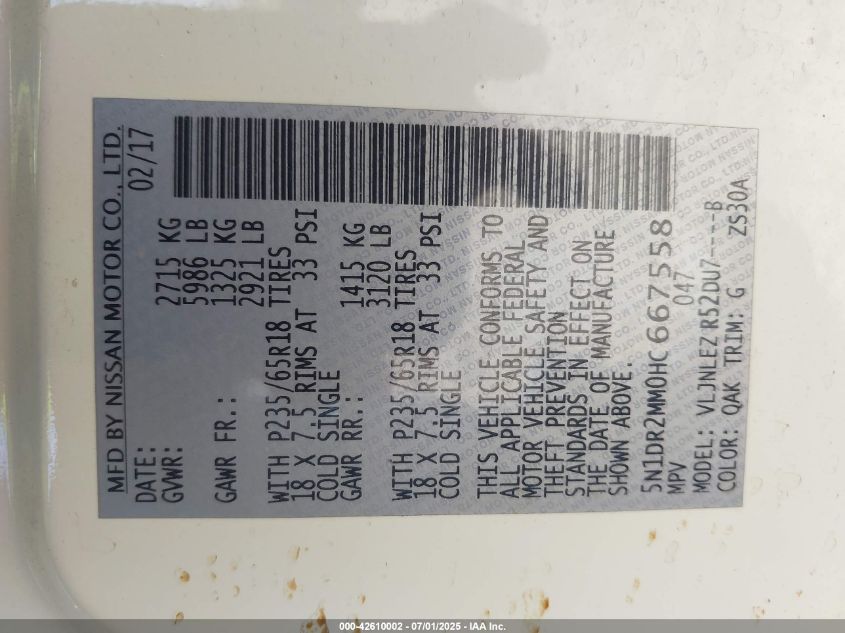 MFD BY NISSAN MOTOR CO., LTD.
DATE: 02/17
GVWR: 2715 KG
5986 LB
GAWR FR.: 1325 KG
2921 LB
WITH P235/65R18 TIRES
18 X 7.5 RIMS AT 33 PSI
COLD SINGLE
GAWR RR.: 1415 KG
3120 LB
WITH P235/65R18 TIRES
18 X 7.5 RIMS AT 33 PSI
COLD SINGLE
THIS VEHICLE CONFORMS TO
ALL APPLICABLE FEDERAL
MOTOR VEHICLE SAFETY AND
THEFT PREVENTION
STANDARDS IN EFFECT ON
THE DATE OF MANUFACTURE
SHOWN ABOVE.
5N1DR2MM0HC667558
MPV 047
MODEL: VLJNLEZ R52DU7----B
COLOR: QAK TRIM: G ZS30A
000-42610002 - 07/01/2025 - IAA Inc.